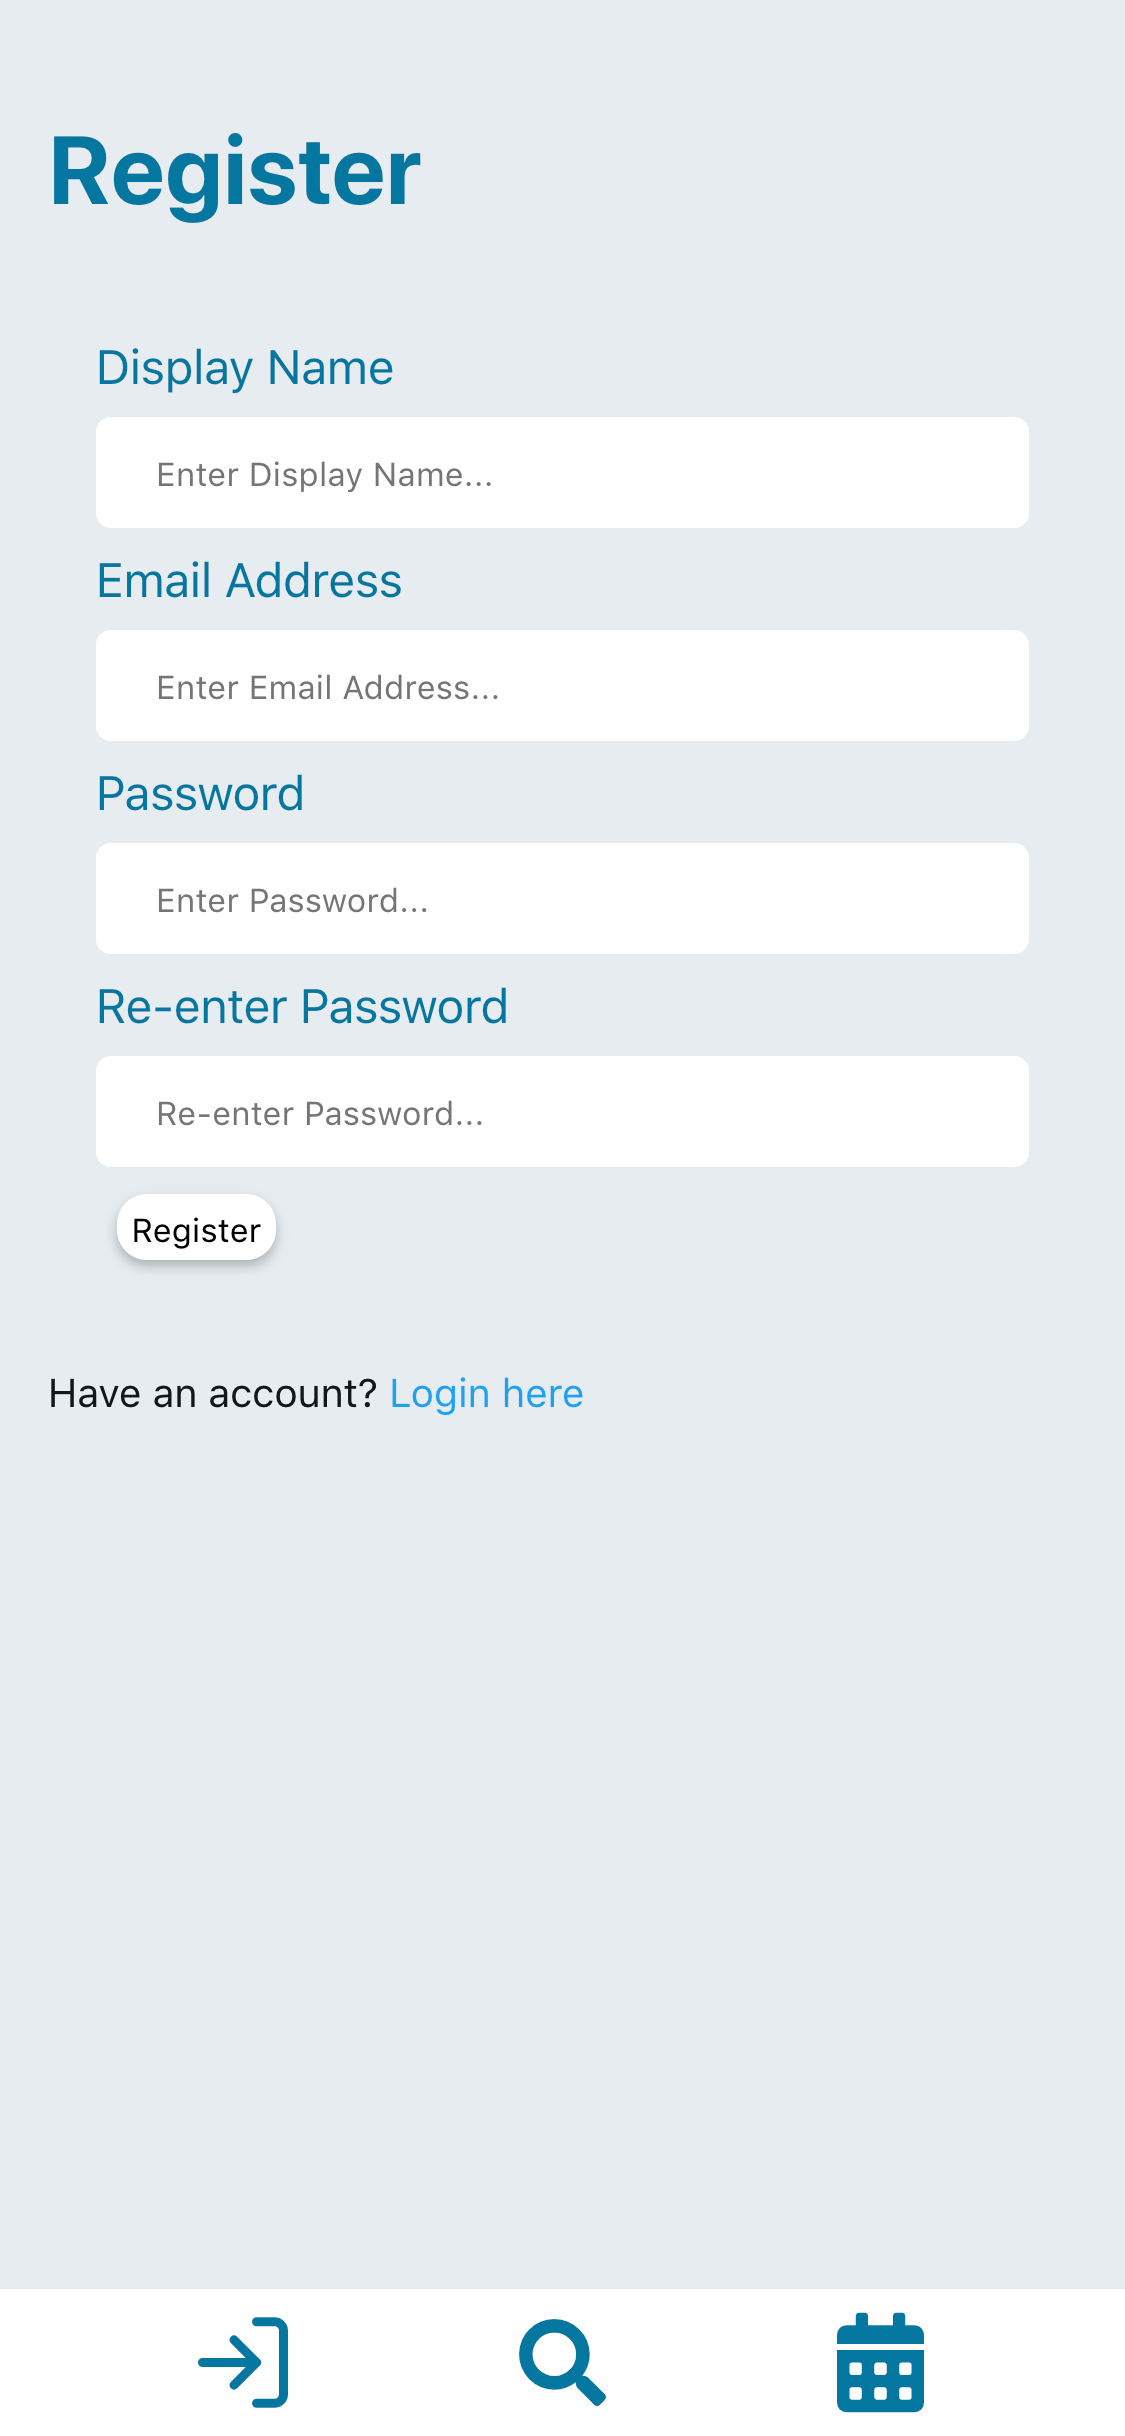 Register
Display Name
Enter Display Name...
Email Address
Enter Email Address...
Password
Enter Password...
Re-enter Password
Re-enter Password...
Register
Have an account? Login here